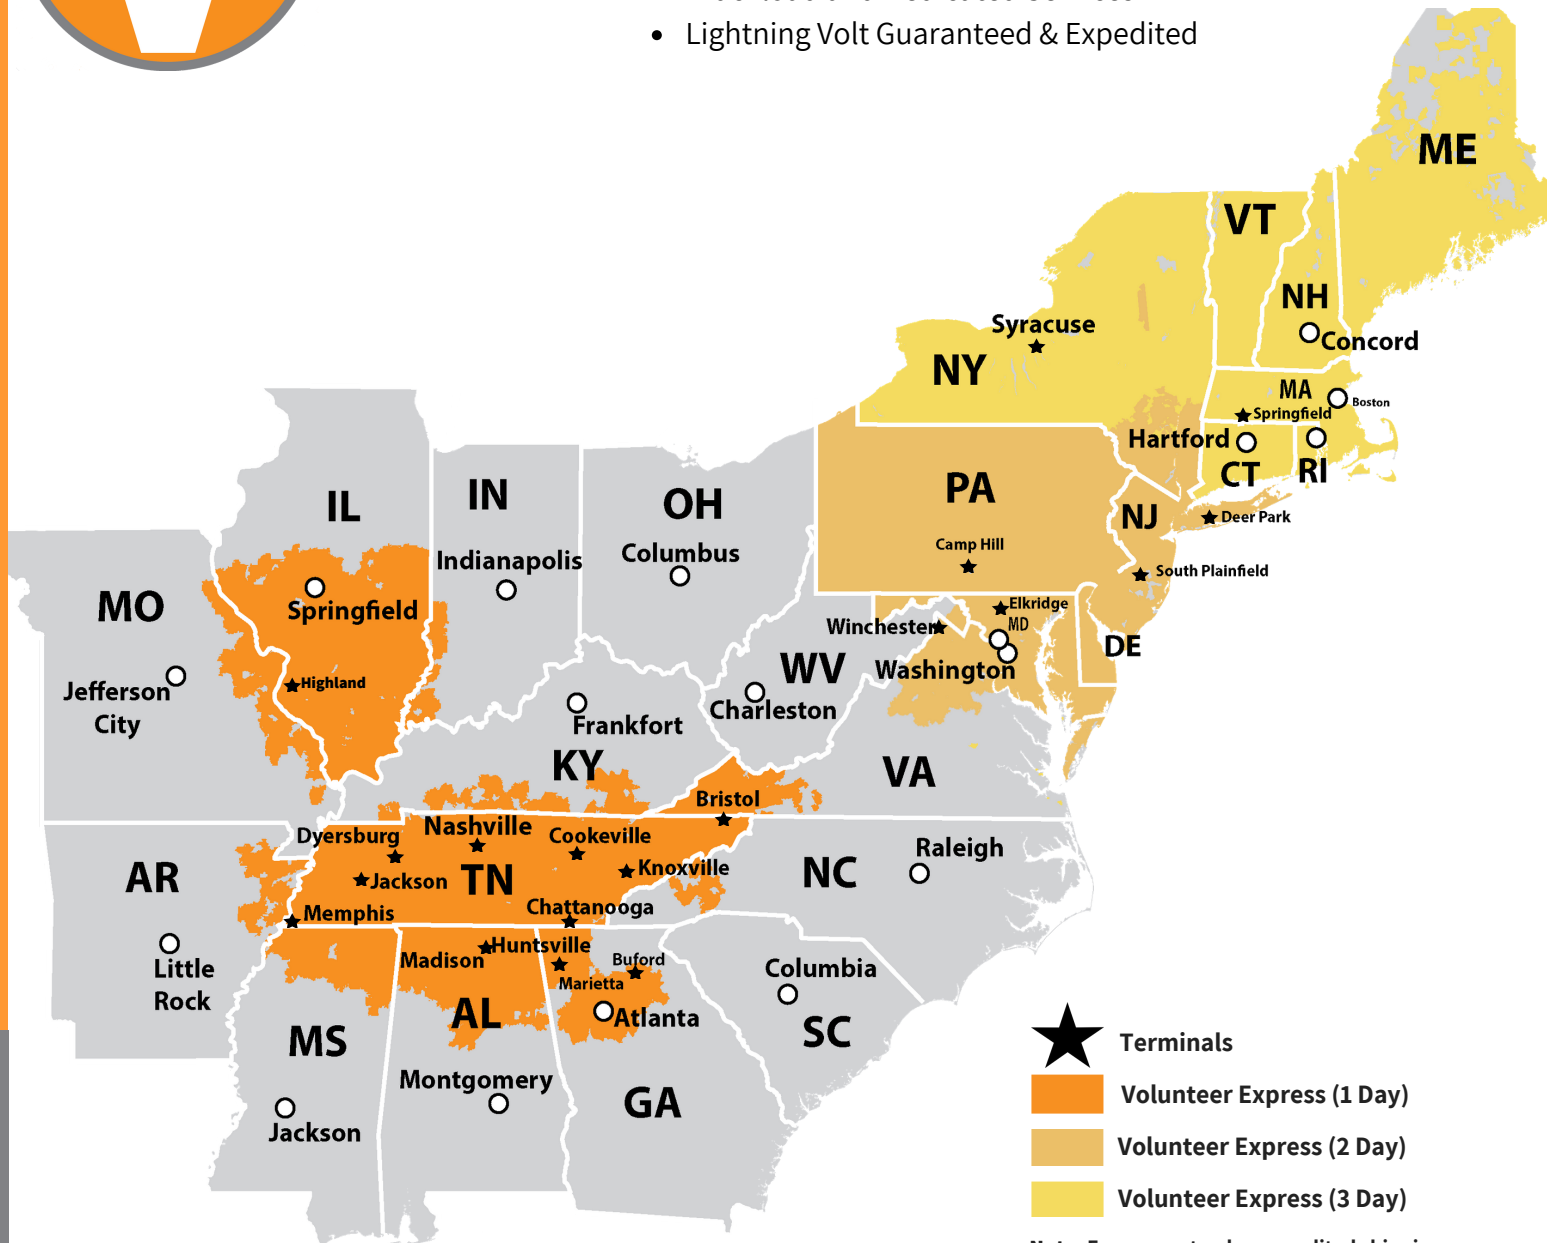 • Lightning Volt Guaranteed & Expedited
ME
VT
NH
Concord
Syracuse
NY
MA
Boston
Springfield
Hartford
CT
RI
PA
NJ
Deer Park
Camp Hill
South Plainfield
Elkridge
MD
Winchester
Washington
DE
IL
IN
OH
Indianapolis
Columbus
MO
Springfield
Highland
Jefferson
City
WV
Charleston
Frankfort
KY
VA
Bristol
Dyersburg
Nashville
Cookeville
Jackson
TN
Knoxville
Raleigh
AR
NC
Memphis
Chattanooga
Madison
Huntsville
Buford
Marietta
Little
Rock
Columbia
AL
Atlanta
MS
SC
Montgomery
GA
Jackson
Terminals
Volunteer Express (1 Day)
Volunteer Express (2 Day)
Volunteer Express (3 Day)